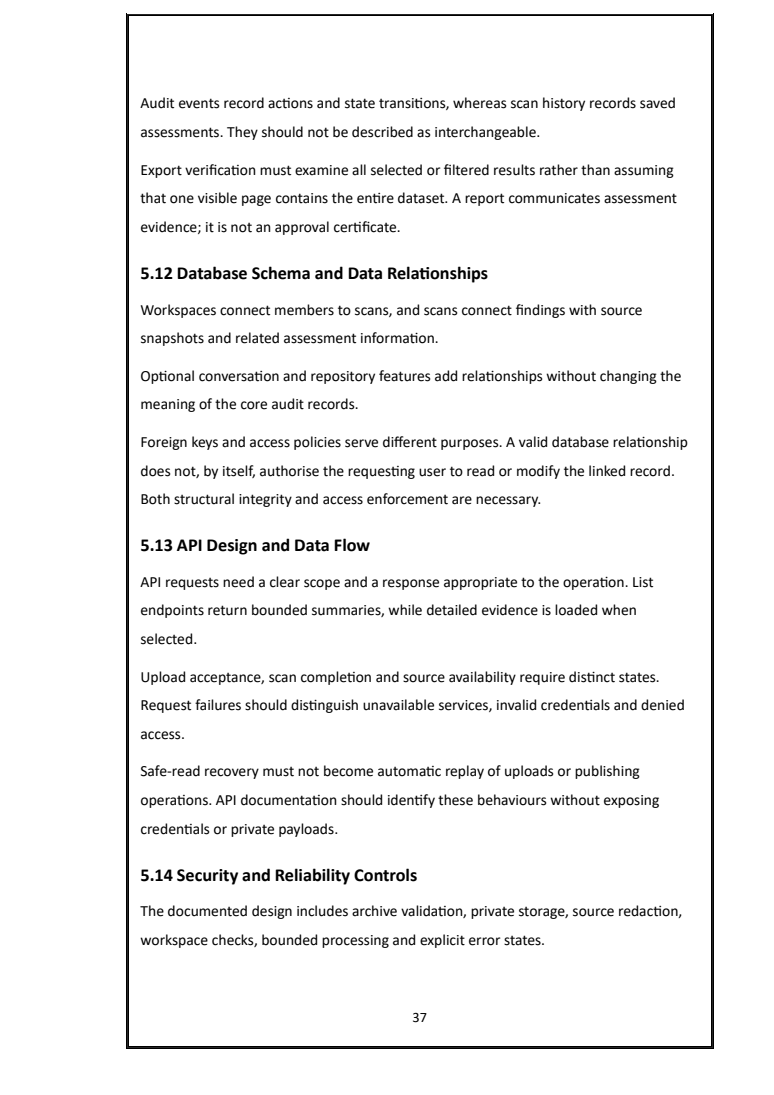 Audit events record actions and state transitions, whereas scan history records saved
assessments. They should not be described as interchangeable.
Export verification must examine all selected or filtered results rather than assuming
that one visible page contains the entire dataset. A report communicates assessment
evidence; it is not an approval certificate.
5.12 Database Schema and Data Relationships
Workspaces connect members to scans, and scans connect findings with source
snapshots and related assessment information.
Optional conversation and repository features add relationships without changing the
meaning of the core audit records.
Foreign keys and access policies serve different purposes. A valid database relationship
does not, by itself, authorise the requesting user to read or modify the linked record.
Both structural integrity and access enforcement are necessary.
5.13 API Design and Data Flow
API requests need a clear scope and a response appropriate to the operation. List
endpoints return bounded summaries, while detailed evidence is loaded when
selected.
Upload acceptance, scan completion and source availability require distinct states.
Request failures should distinguish unavailable services, invalid credentials and denied
access.
Safe-read recovery must not become automatic replay of uploads or publishing
operations. API documentation should identify these behaviours without exposing
credentials or private payloads.
5.14 Security and Reliability Controls
The documented design includes archive validation, private storage, source redaction,
workspace checks, bounded processing and explicit error states.
37